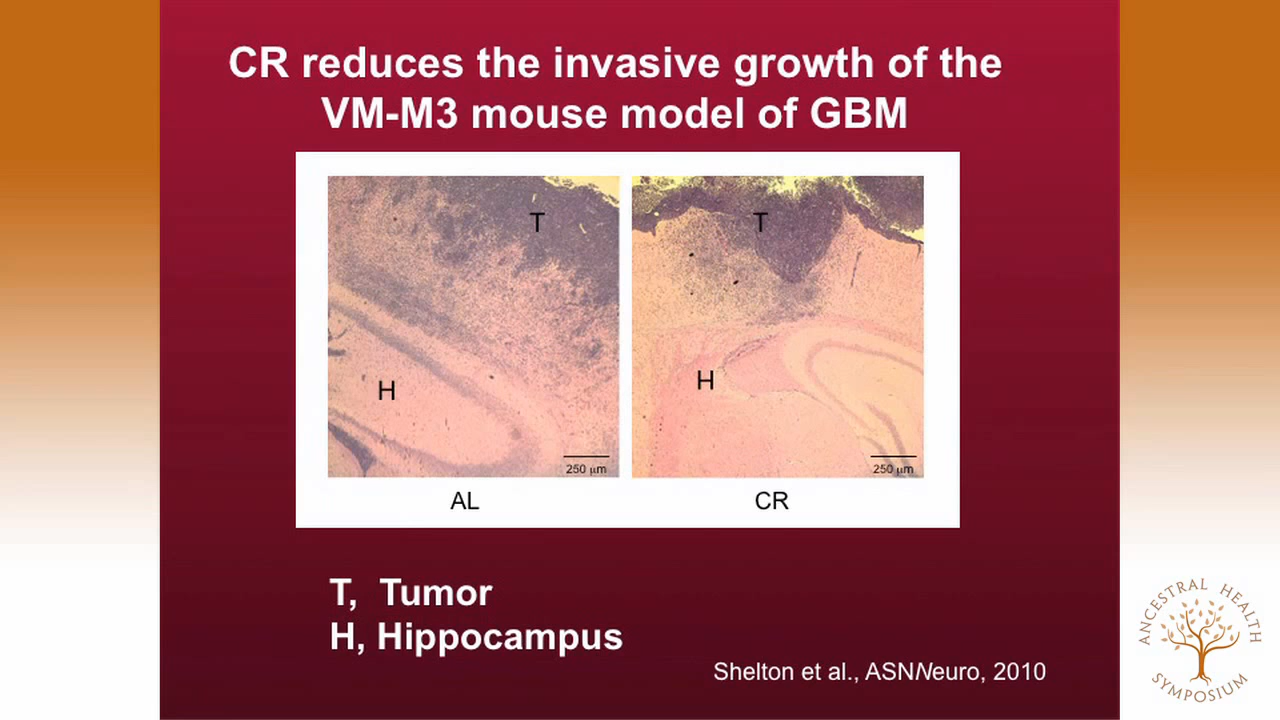 CR reduces the invasive growth of the
VM-M3 mouse model of GBM
T
T
H
H
250 μm
250 μm
AL
CR
T, Tumor
H, Hippocampus
Shelton et al., ASNNeuro, 2010
ANCESTRAL HEALTH
SYMPOSIUM